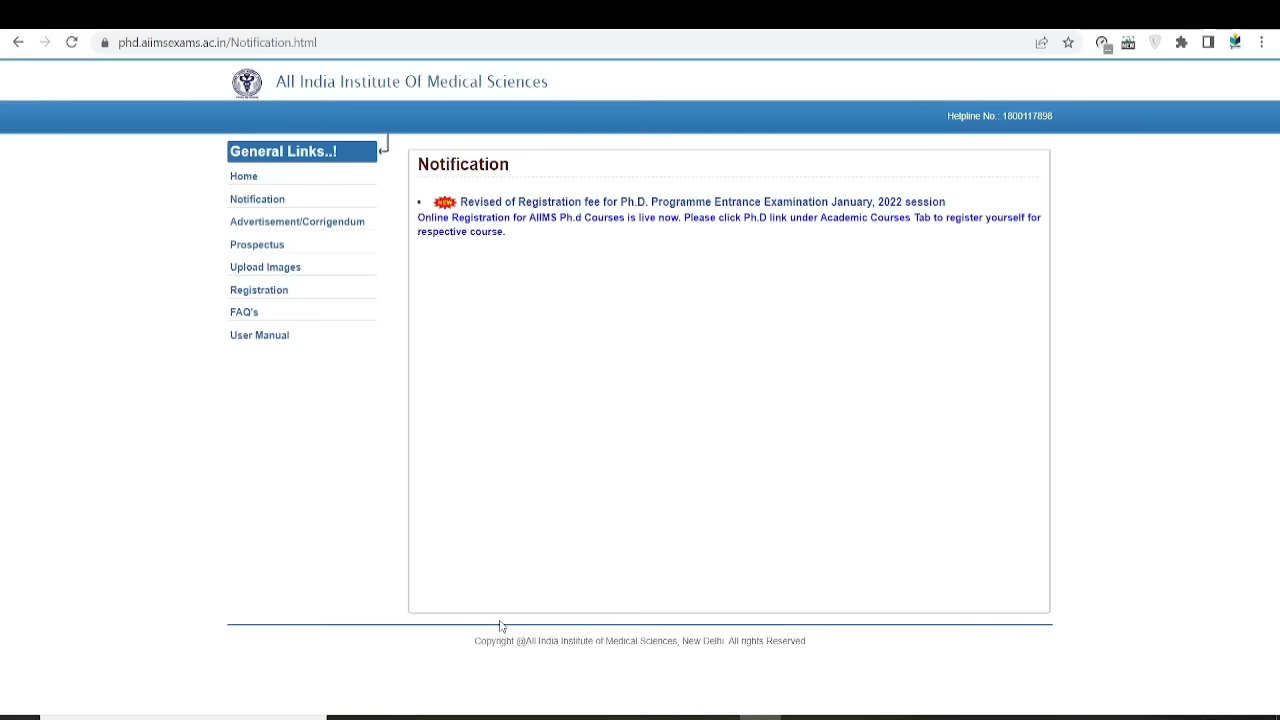 phd.aiimsexams.ac.in/Notification.html
All India Institute Of Medical Sciences
Helpline No.: 1800117898
General Links..!
Home
Notification
Advertisement/Corrigendum
Prospectus
Upload Images
Registration
FAQ's
User Manual
Notification
NEW Revised of Registration fee for Ph.D. Programme Entrance Examination January, 2022 session
Online Registration for AIIMS Ph.d Courses is live now. Please click Ph.D link under Academic Courses Tab to register yourself for
respective course.
Copyright @All India Institute of Medical Sciences, New Delhi. All rights Reserved